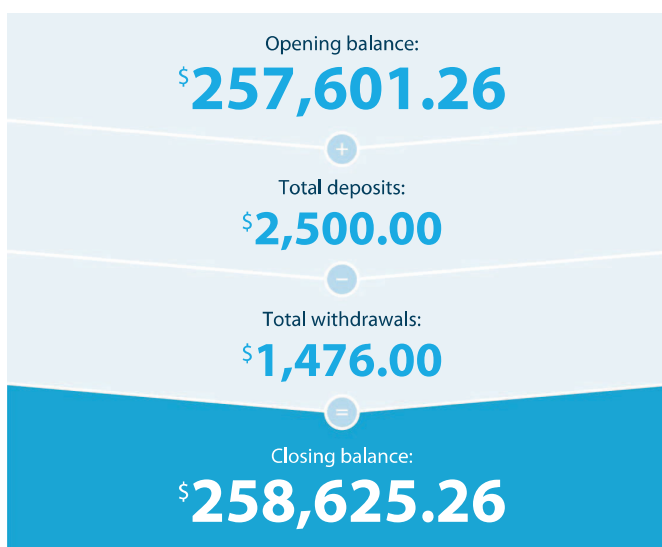 Opening balance:
$257,601.26
+
Total deposits:
$2,500.00
−
Total withdrawals:
$1,476.00
=
Closing balance:
$258,625.26